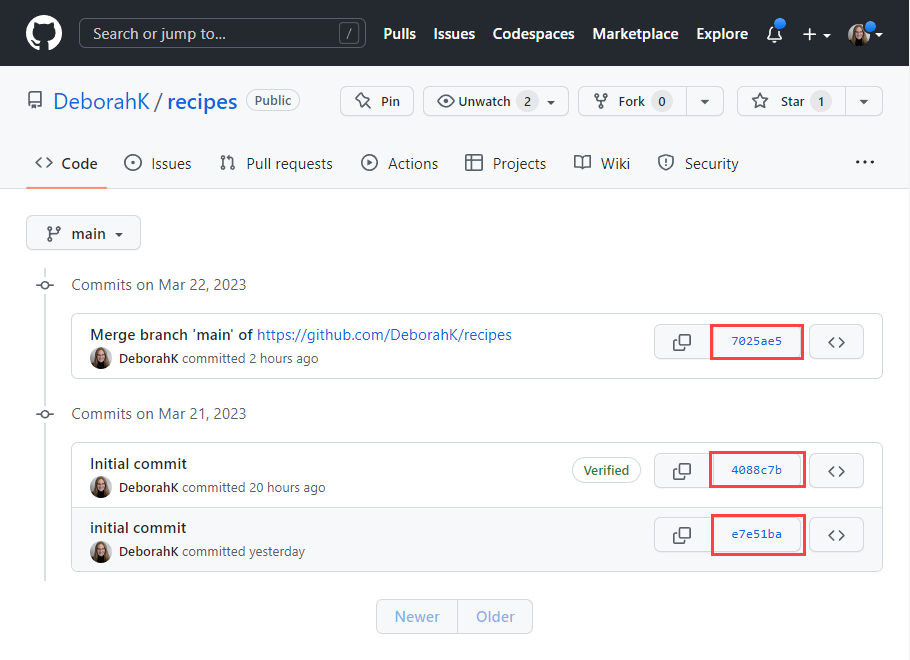 Search or jump to... / Pulls Issues Codespaces Marketplace Explore
DeborahK / recipes Public Pin Unwatch 2 Fork 0 Star 1
Code Issues Pull requests Actions Projects Wiki Security ...
main
Commits on Mar 22, 2023
Merge branch 'main' of https://github.com/DeborahK/recipes
7025ae5
DeborahK committed 2 hours ago
Commits on Mar 21, 2023
Initial commit
Verified 4088c7b
DeborahK committed 20 hours ago
initial commit
e7e51ba
DeborahK committed yesterday
Newer Older